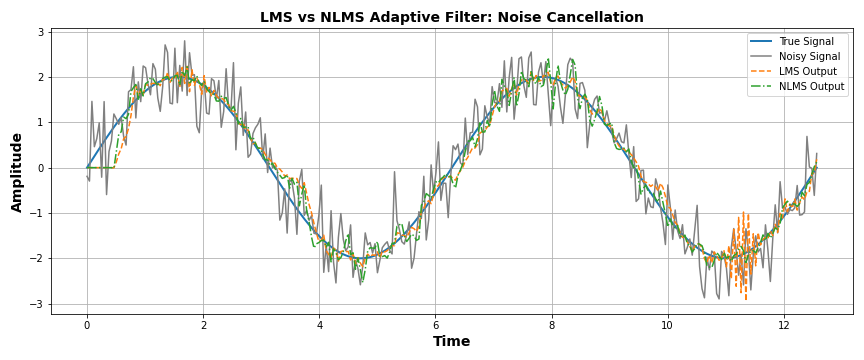 LMS vs NLMS Adaptive Filter: Noise Cancellation
3
2
1
0
−1
−2
−3
Amplitude
True Signal
Noisy Signal
LMS Output
NLMS Output
0 2 4 6 8 10 12
Time